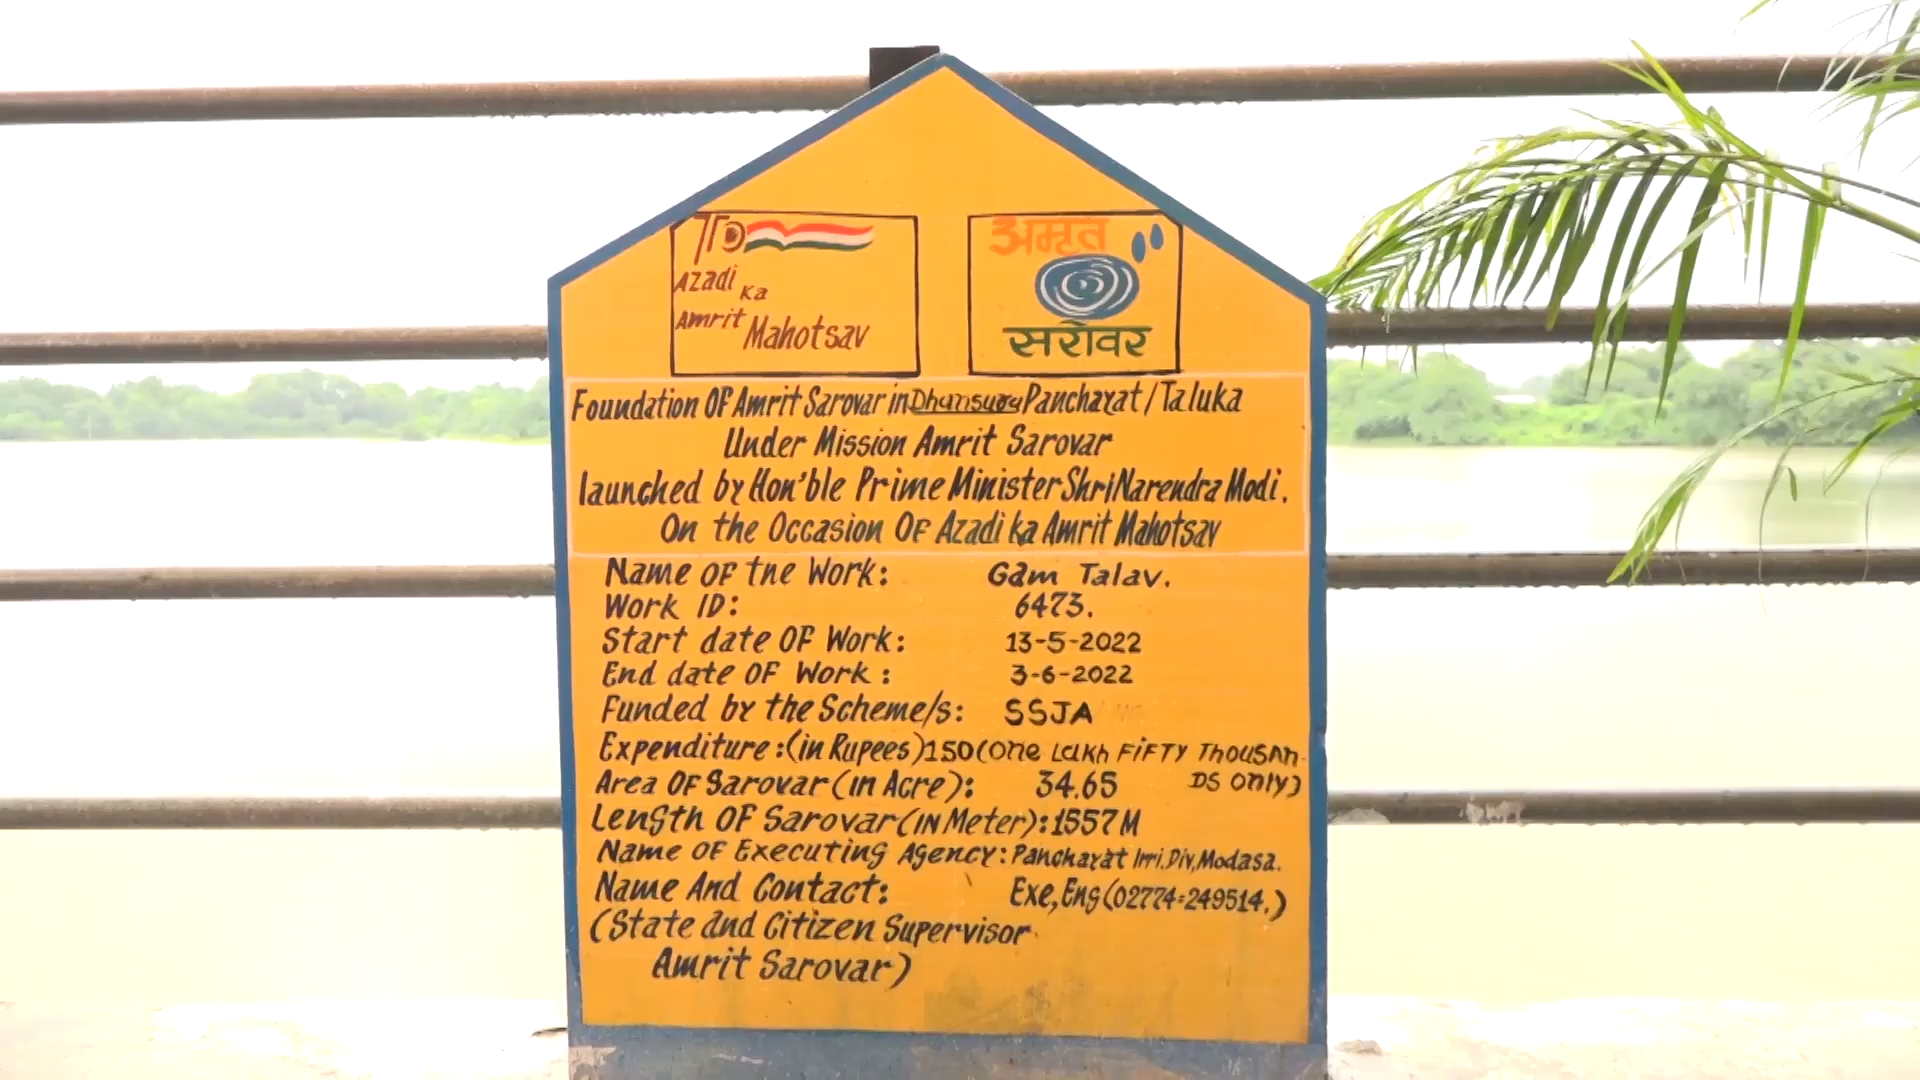 Azadi
Ka
Amrit
Mahotsav
अमृत
सरोवर
Foundation OF Amrit Sarovar in Dhansura Panchayat/Taluka
Under Mission Amrit Sarovar
launched by Hon'ble Prime Minister Shri Narendra Modi.
On the Occasion OF Azadi ka Amrit Mahotsav
Name OF tne Work: Gam Talav.
Work ID: 6473.
Start date OF Work: 13-5-2022
End date OF Work: 3-6-2022
Funded by the Scheme/s: SSJA
Expenditure:(in Rupees)150(One Lakh FiFTY Thousan-
DS Only)
Area OF Sarovar(in Acre): 34.65
Length OF Sarovar(IN Meter):1557M
Name OF Executing Agency: Panchayat Irri.Div,Modasa.
Name And Contact: Exe,Eng(02774=249514.)
(State and Citizen Supervisor
Amrit Sarovar)